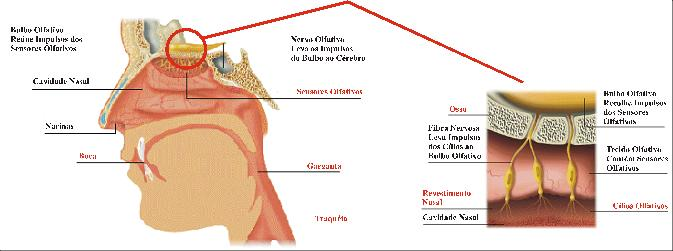 Bulbo Olfativo
Reúne Impulsos dos
Sensores Olfativos
Nervo Olfativo
Leva os Impulsos
do Bulbo ao Cérebro
Cavidade Nasal
Sensores Olfativos
Narinas
Boca
Garganta
Traquéia
Osso
Bulbo Olfativo
Recolhe Impulsos
dos Sensores
Olfativos
Fibra Nervosa
Leva Impulsos
dos Cílios ao
Bulbo Olfativo
Tecido Olfativo
Contém Sensores
Olfativos
Revestimento
Nasal
Cílios Olfativos
Cavidade Nasal